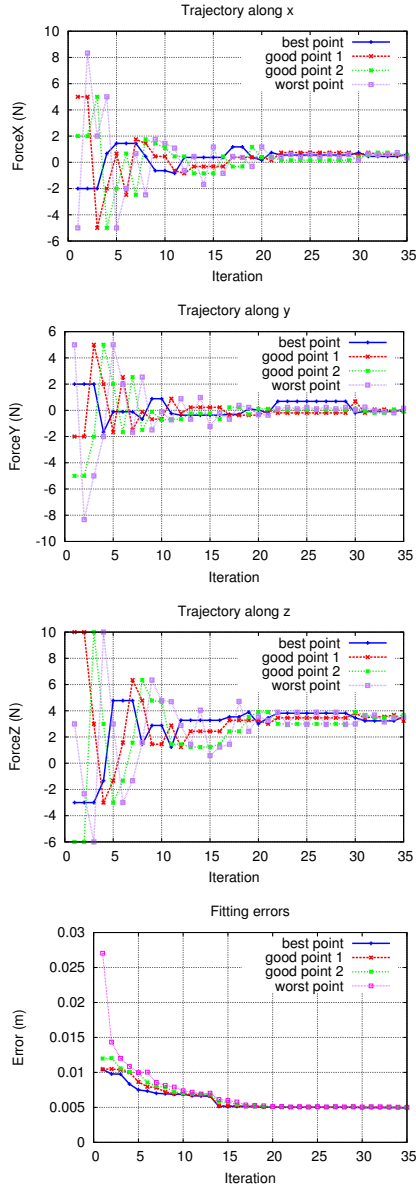 Trajectory along x
ForceX (N)
10
8
6
4
2
0
-2
-4
-6
0 5 10 15 20 25 30 35
Iteration
best point
good point 1
good point 2
worst point
Trajectory along y
ForceY (N)
6
4
2
0
-2
-4
-6
-8
-10
0 5 10 15 20 25 30 35
Iteration
best point
good point 1
good point 2
worst point
Trajectory along z
ForceZ (N)
10
8
6
4
2
0
-2
-4
-6
0 5 10 15 20 25 30 35
Iteration
best point
good point 1
good point 2
worst point
Fitting errors
Error (m)
0.03
0.025
0.02
0.015
0.01
0.005
0
0 5 10 15 20 25 30 35
Iteration
best point
good point 1
good point 2
worst point